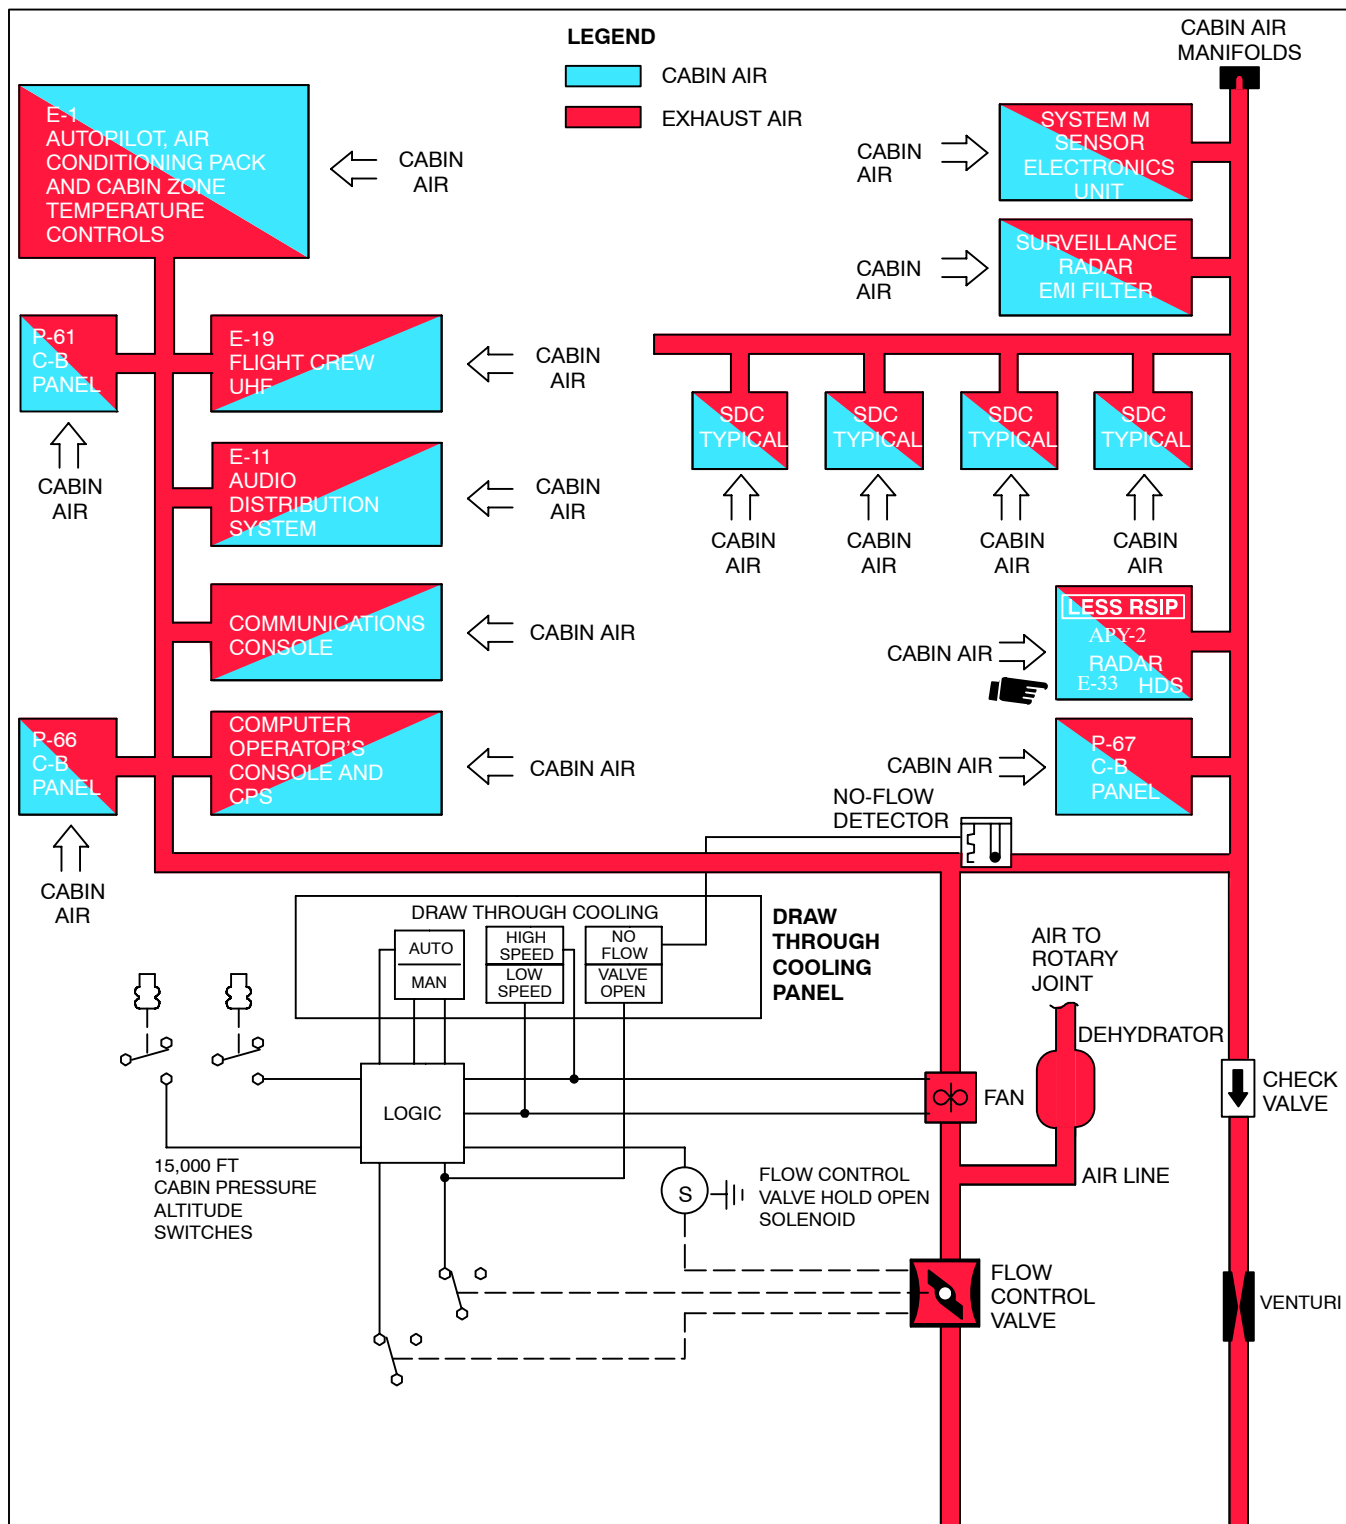 LEGEND
CABIN AIR
EXHAUST AIR
CABIN AIR
MANIFOLDS
E-1
AUTOPILOT, AIR
CONDITIONING PACK
AND CABIN ZONE
TEMPERATURE
CONTROLS
CABIN
AIR
CABIN
AIR
SYSTEM M
SENSOR
ELECTRONICS
UNIT
CABIN
AIR
SURVEILLANCE
RADAR
EMI FILTER
P-61
C-B
PANEL
CABIN
AIR
E-19
FLIGHT CREW
UHF
CABIN
AIR
E-11
AUDIO
DISTRIBUTION
SYSTEM
CABIN
AIR
SDC
TYPICAL
SDC
TYPICAL
SDC
TYPICAL
SDC
TYPICAL
CABIN
AIR
CABIN
AIR
CABIN
AIR
CABIN
AIR
COMMUNICATIONS
CONSOLE
CABIN AIR
CABIN AIR
LESS RSIP
APY-2
RADAR
E-33 HDS
P-66
C-B
PANEL
CABIN
AIR
COMPUTER
OPERATOR'S
CONSOLE AND
CPS
CABIN AIR
CABIN AIR
P-67
C-B
PANEL
NO-FLOW
DETECTOR
DRAW THROUGH COOLING
AUTO
MAN
HIGH
SPEED
LOW
SPEED
NO
FLOW
VALVE
OPEN
DRAW
THROUGH
COOLING
PANEL
AIR TO
ROTARY
JOINT
DEHYDRATOR
LOGIC
FAN
CHECK
VALVE
15,000 FT
CABIN PRESSURE
ALTITUDE
SWITCHES
S
FLOW CONTROL
VALVE HOLD OPEN
SOLENOID
AIR LINE
FLOW
CONTROL
VALVE
VENTURI